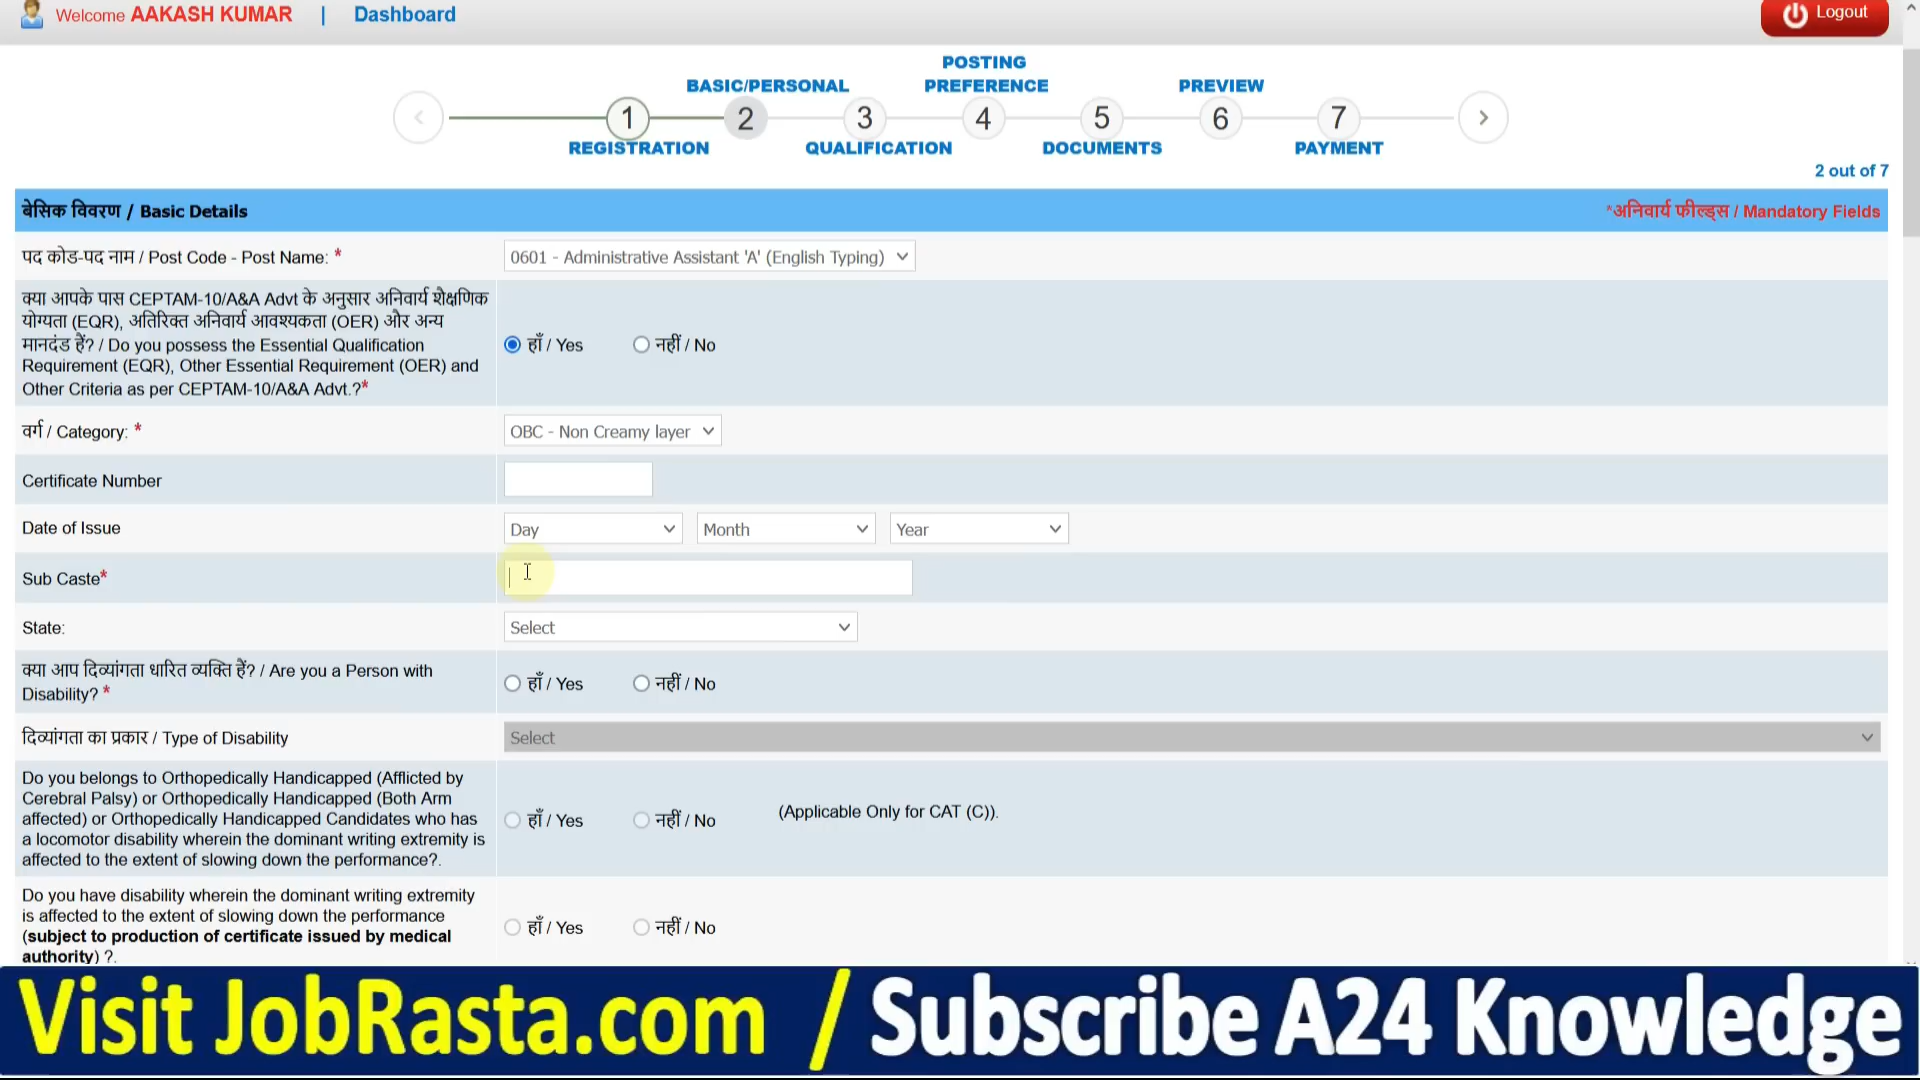 Welcome AAKASH KUMAR | Dashboard
Logout
POSTING
BASIC/PERSONAL PREFERENCE PREVIEW
1 2 3 4 5 6 7
REGISTRATION QUALIFICATION DOCUMENTS PAYMENT
2 out of 7
बेसिक विवरण / Basic Details
*अनिवार्य फील्ड्स / Mandatory Fields
पद कोड-पद नाम / Post Code - Post Name: *
0601 - Administrative Assistant 'A' (English Typing)
क्या आपके पास CEPTAM-10/A&A Advt के अनुसार अनिवार्य शैक्षणिक
योग्यता (EQR), अतिरिक्त अनिवार्य आवश्यकता (OER) और अन्य
मानदंड हैं? / Do you possess the Essential Qualification
Requirement (EQR), Other Essential Requirement (OER) and
Other Criteria as per CEPTAM-10/A&A Advt.?*
हाँ / Yes नहीं / No
वर्ग / Category: *
OBC - Non Creamy layer
Certificate Number
Date of Issue
Day Month Year
Sub Caste*
State:
Select
क्या आप दिव्यांगता धारित व्यक्ति हैं? / Are you a Person with
Disability? *
हाँ / Yes नहीं / No
दिव्यांगता का प्रकार / Type of Disability
Select
Do you belongs to Orthopedically Handicapped (Afflicted by
Cerebral Palsy) or Orthopedically Handicapped (Both Arm
affected) or Orthopedically Handicapped Candidates who has
a locomotor disability wherein the dominant writing extremity is
affected to the extent of slowing down the performance?.
हाँ / Yes नहीं / No
(Applicable Only for CAT (C)).
Do you have disability wherein the dominant writing extremity
is affected to the extent of slowing down the performance
(subject to production of certificate issued by medical
authority) ?.
हाँ / Yes नहीं / No
Visit JobRasta.com / Subscribe A24 Knowledge